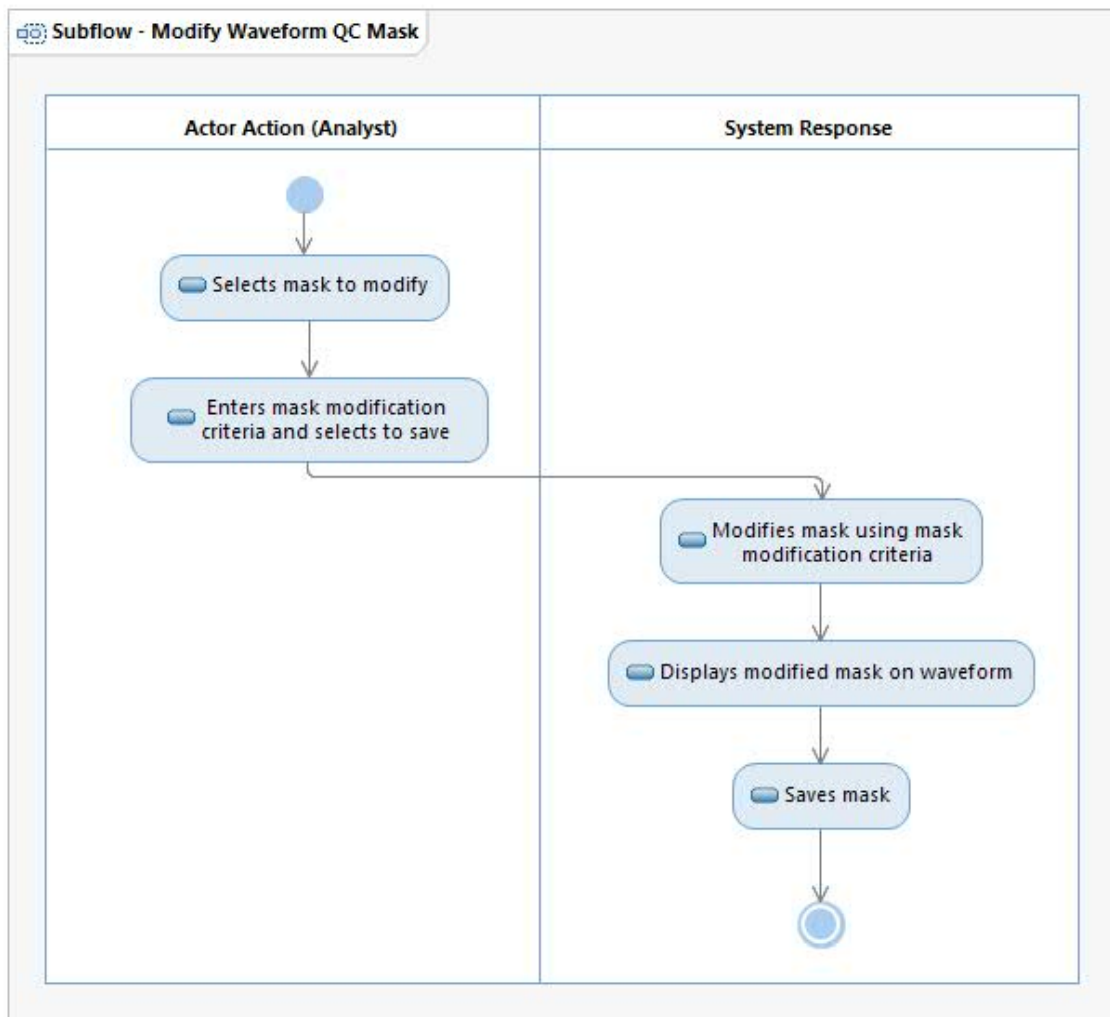 Subflow - Modify Waveform QC Mask
Actor Action (Analyst)
System Response
Selects mask to modify
Enters mask modification
criteria and selects to save
Modifies mask using mask
modification criteria
Displays modified mask on waveform
Saves mask